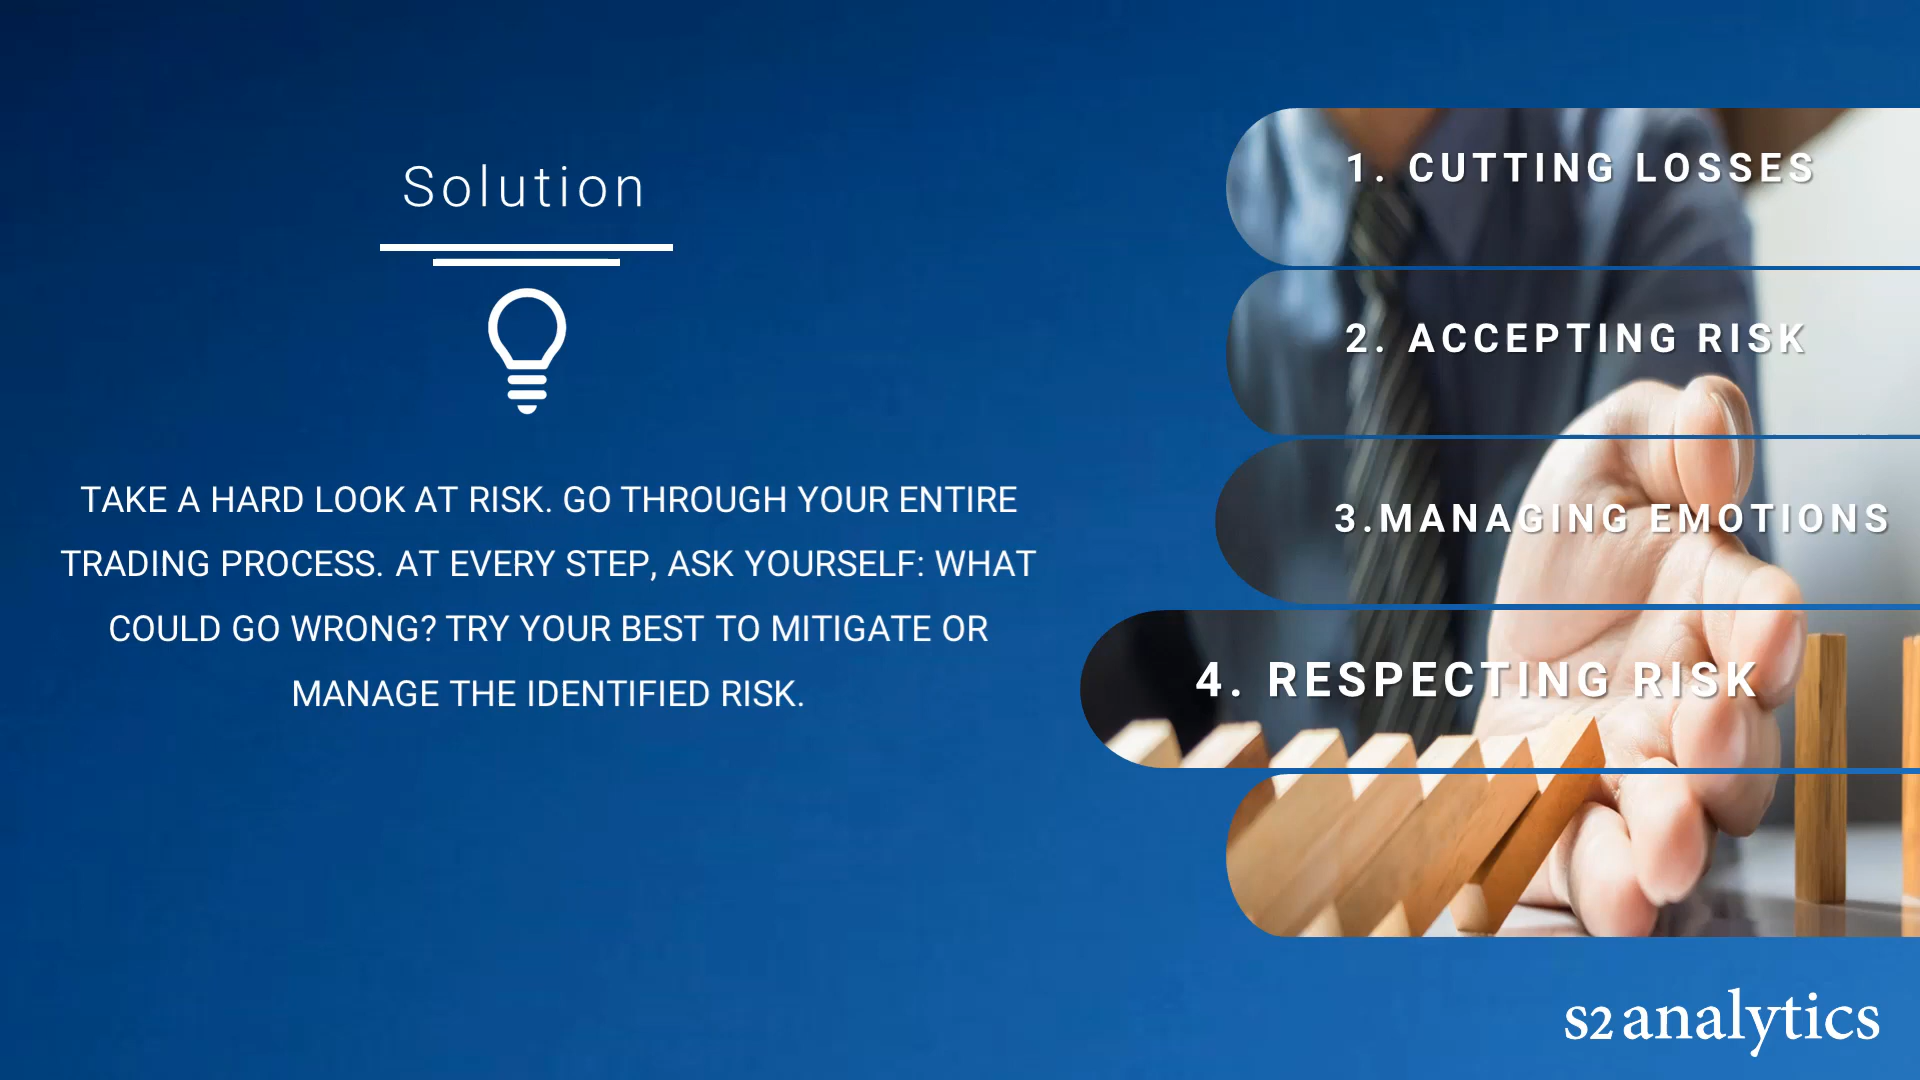 Solution
TAKE A HARD LOOK AT RISK. GO THROUGH YOUR ENTIRE
TRADING PROCESS. AT EVERY STEP, ASK YOURSELF: WHAT
COULD GO WRONG? TRY YOUR BEST TO MITIGATE OR
MANAGE THE IDENTIFIED RISK.
1. CUTTING LOSSES
2. ACCEPTING RISK
3.MANAGING EMOTIONS
4. RESPECTING RISK
s2analytics